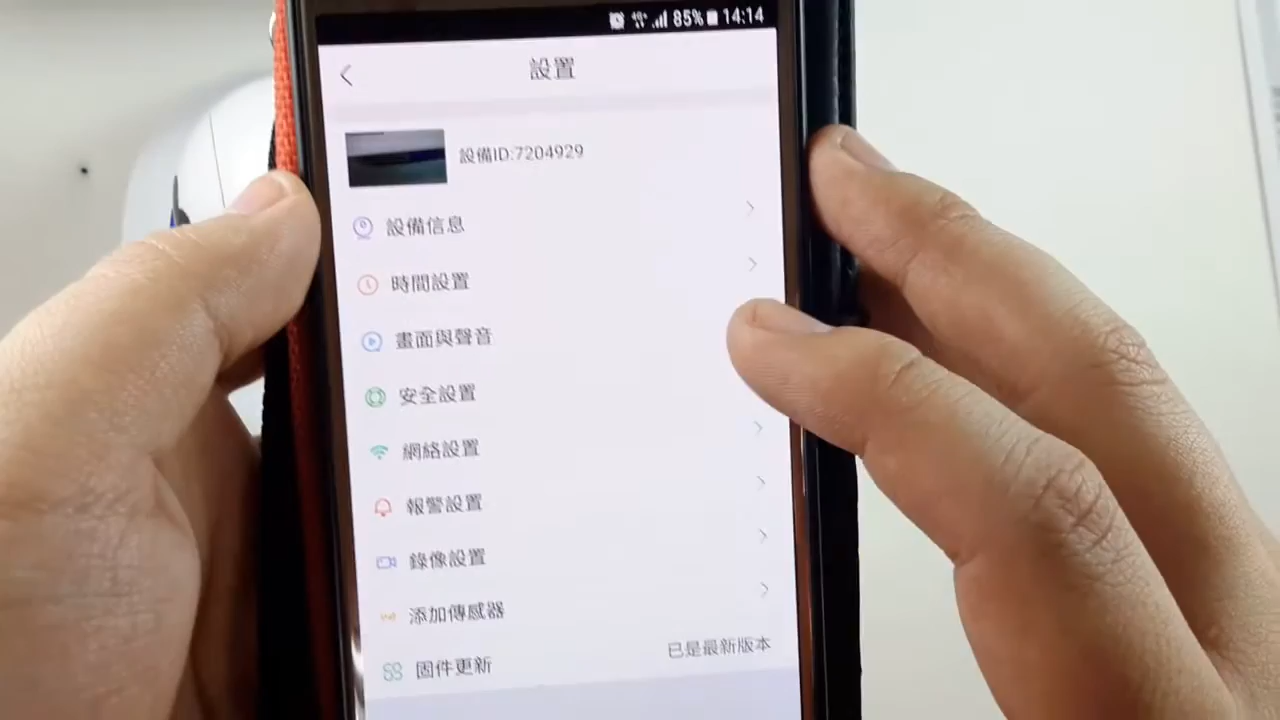 85% 14:14
設置
設備ID:7204929
設備信息
時間設置
畫面與聲音
安全設置
網絡設置
報警設置
錄像設置
添加傳感器
固件更新 已是最新版本